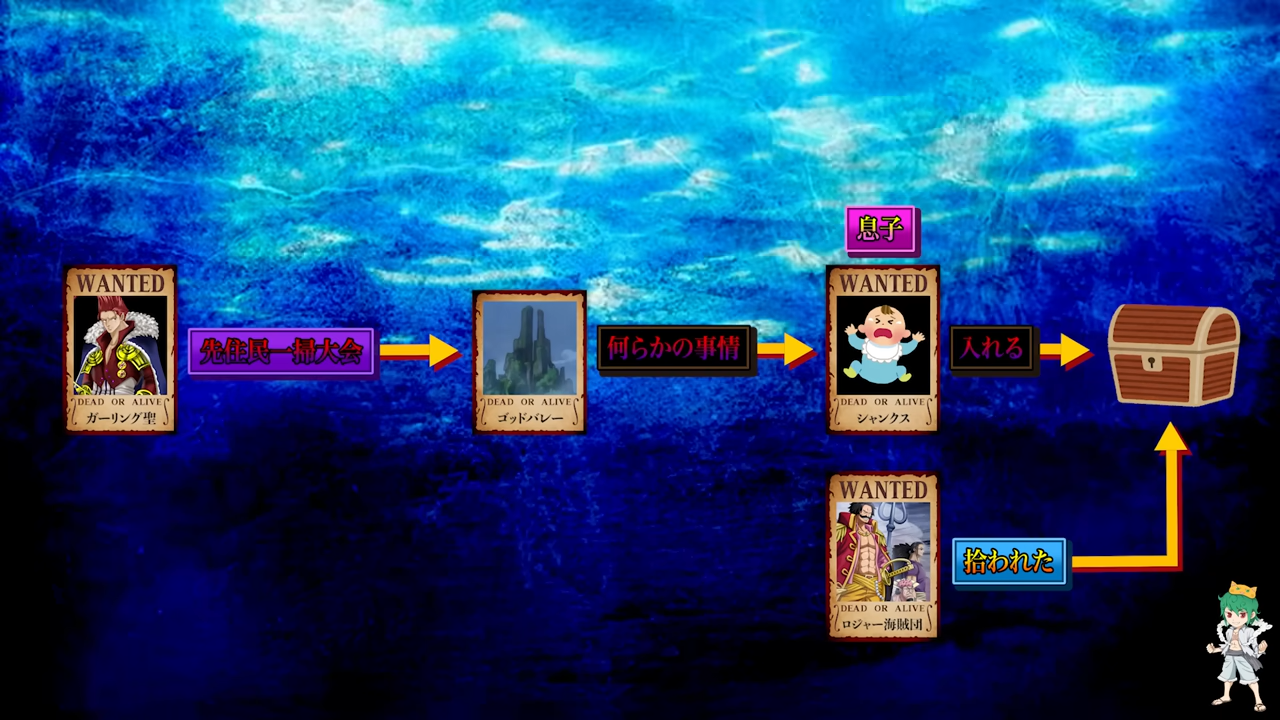 息子
WANTED
DEAD OR ALIVE
ガーリング聖
先住民一掃大会
DEAD OR ALIVE
ゴッドバレー
何らかの事情
WANTED
DEAD OR ALIVE
シャンクス
入れる
WANTED
DEAD OR ALIVE
ロジャー海賊団
拾われた